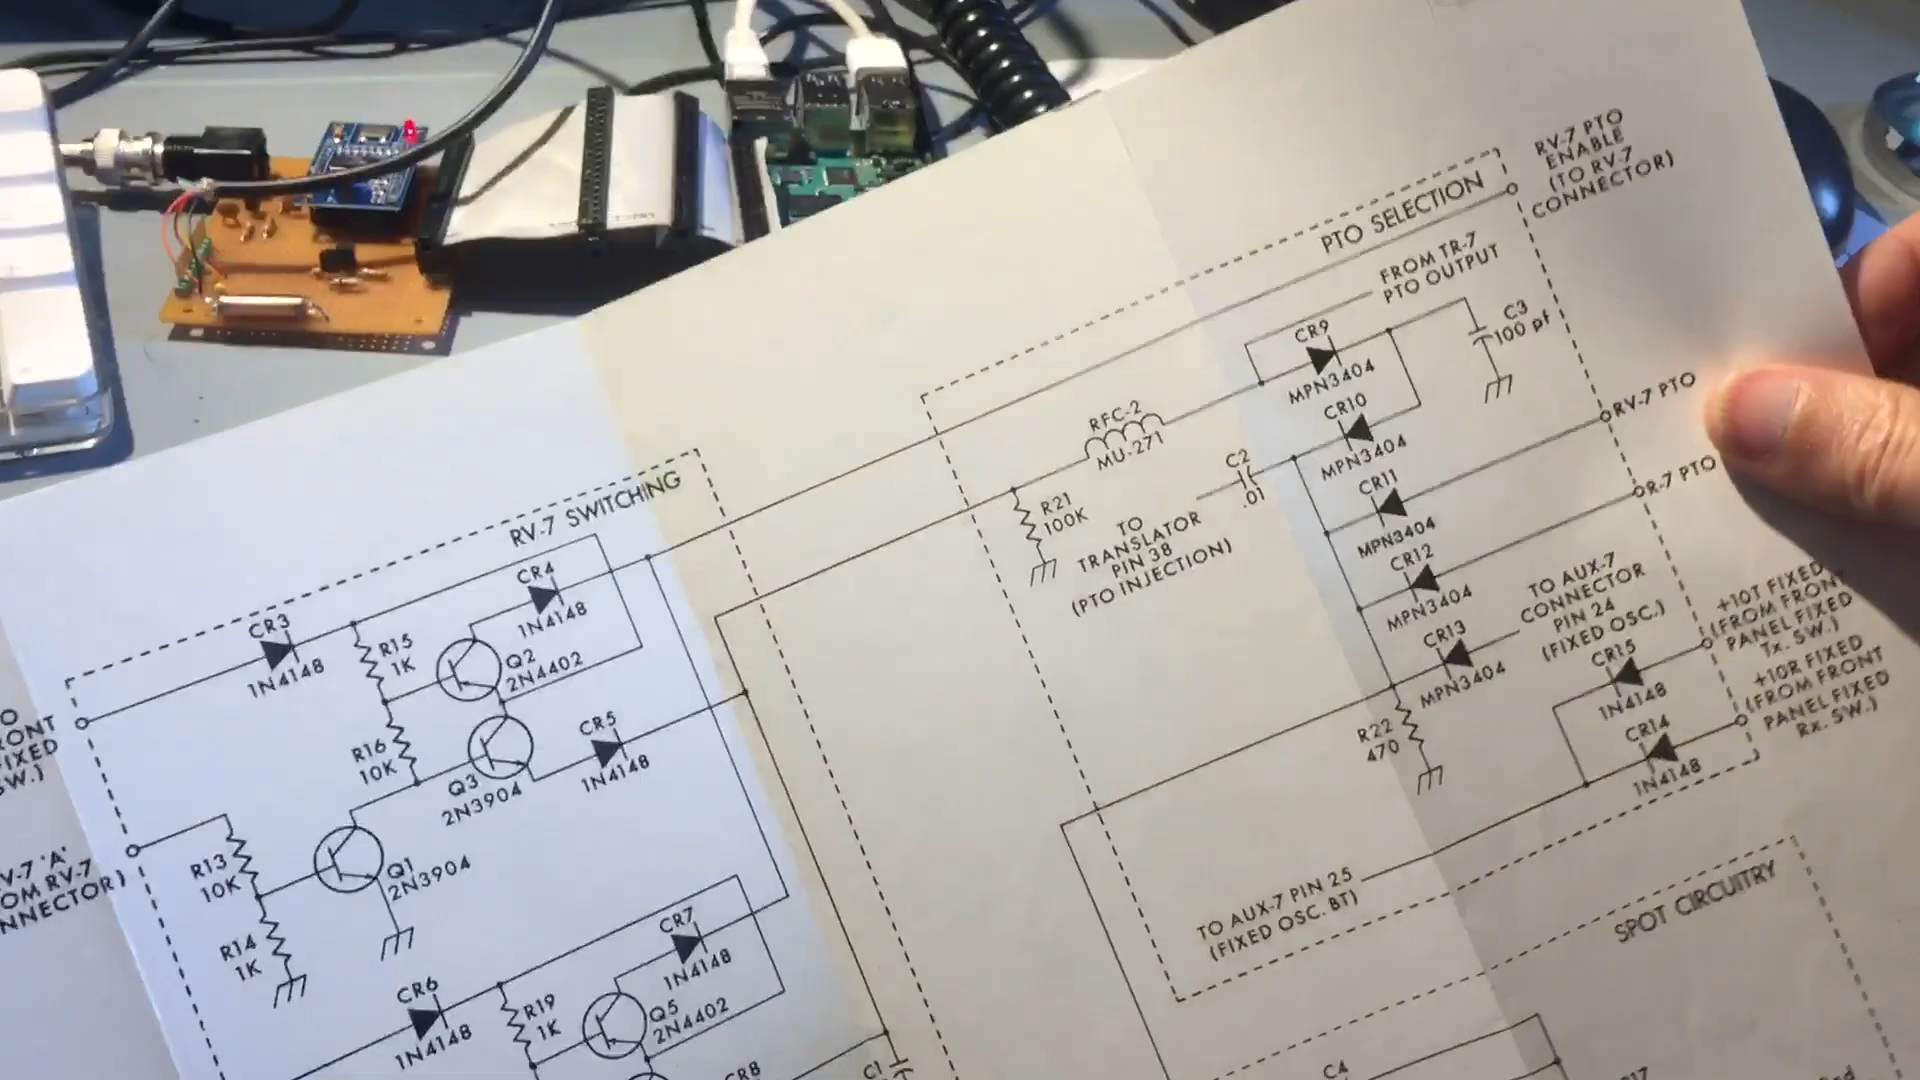 RV-7 PTO
ENABLE
(TO RV-7
CONNECTOR)
PTO SELECTION
FROM TR-7
PTO OUTPUT
CR9
MPN3404
C3
100 pf
CR10
MPN3404
RFC-2
MU-271
C2
.01
RV-7 PTO
CR11
MPN3404
R-7 PTO
R21
100K
TO
TRANSLATOR
PIN 38
(PTO INJECTION)
CR12
MPN3404
TO AUX-7
CONNECTOR
PIN 24
(FIXED OSC.)
CR13
MPN3404
+10T FIXED
(FROM FRONT
PANEL FIXED
Tx. SW.)
CR15
1N4148
+10R FIXED
(FROM FRONT
PANEL FIXED
Rx. SW.)
CR14
1N4148
R22
470
TO AUX-7 PIN 25
(FIXED OSC. BT)
SPOT CIRCUITRY
C4
RV-7 SWITCHING
CR3
1N4148
R15
1K
CR4
1N4148
Q2
2N4402
R16
10K
Q3
2N3904
CR5
1N4148
SW.)
R13
10K
Q1
2N3904
R14
1K
CR6
1N4148
R19
1K
CR7
1N4148
Q5
2N4402
CR8
C1